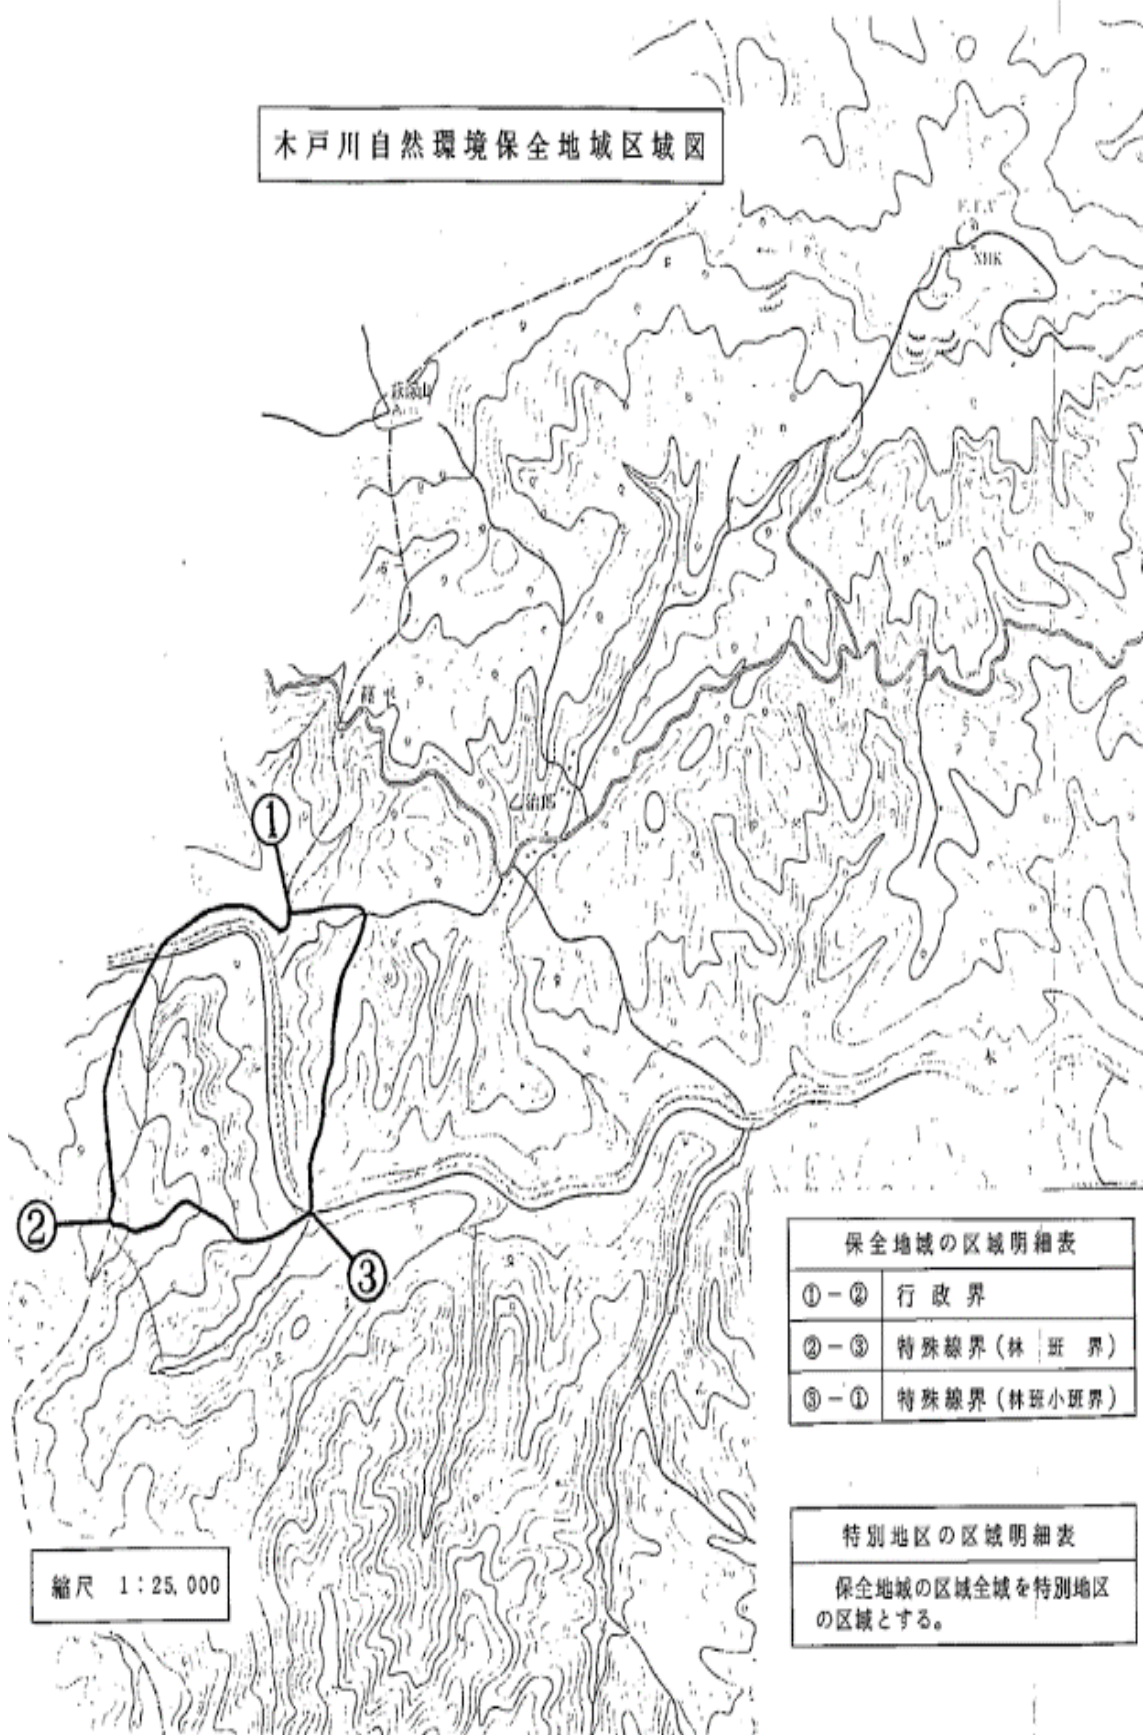 木戸川自然環境保全地域区域図
NHK
①
②
③
木
保全地域の区域明細表
①－② 行政界
②－③ 特殊線界（林班界）
③－① 特殊線界（林班小班界）
特別地区の区域明細表
保全地域の区域全域を特別地区
の区域とする。
縮尺 1：25,000